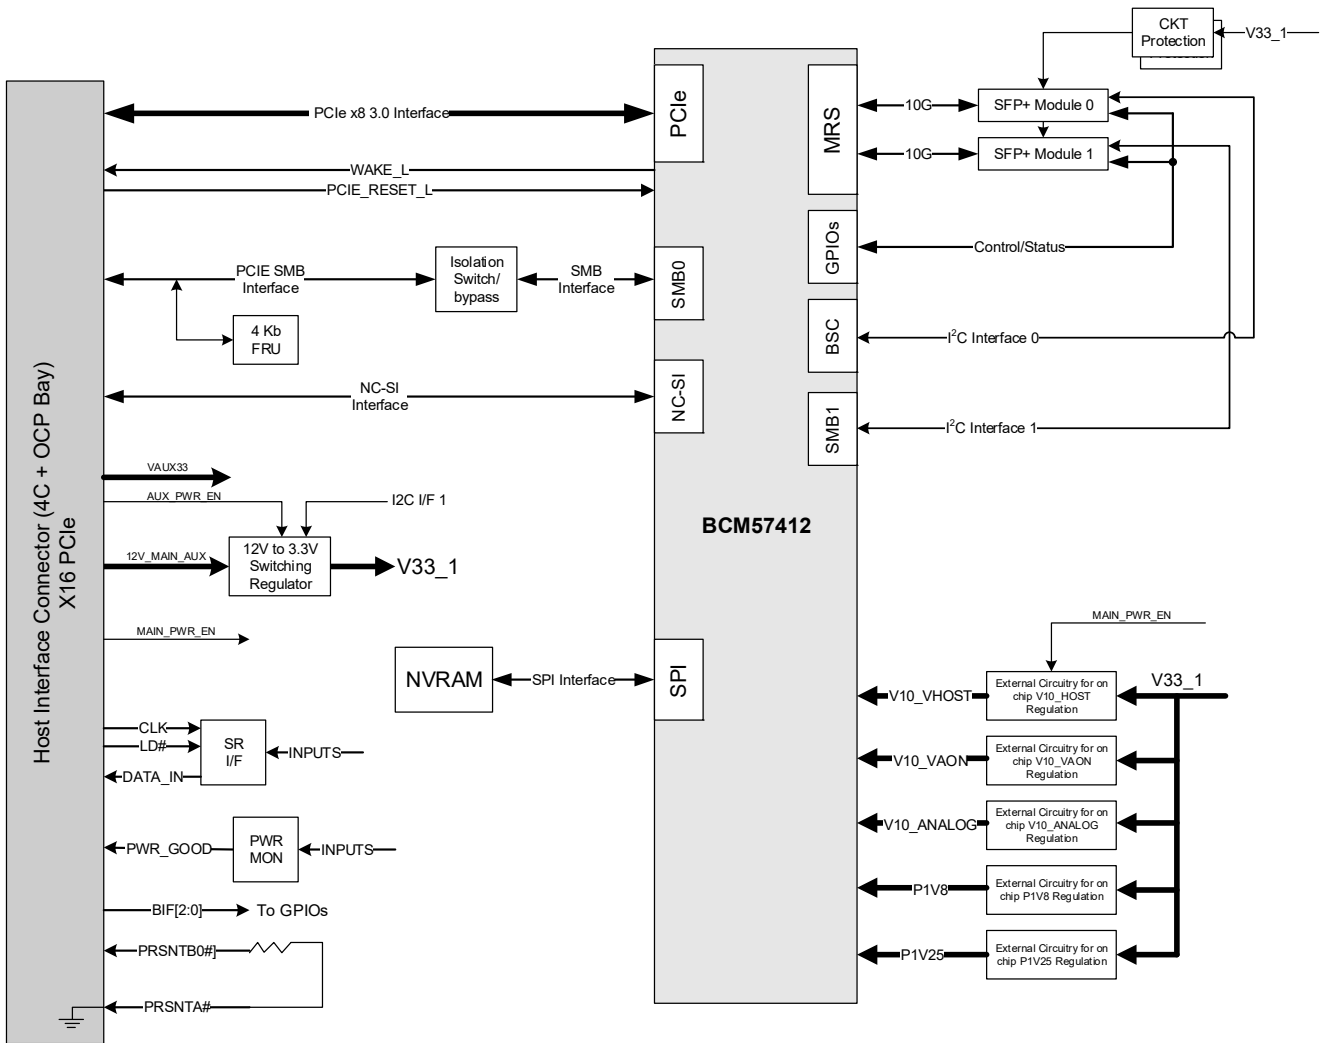 CKT
Protection
V33_1
PCIe
MRS
PCIe x8 3.0 Interface
10G
SFP+ Module 0
10G
SFP+ Module 1
WAKE_L
PCIE_RESET_L
GPIOs
Control/Status
PCIE SMB
Interface
Isolation
Switch/
bypass
SMB
Interface
SMB0
4 Kb
FRU
BSC
I²C Interface 0
NC-SI
Interface
NC-SI
SMB1
I²C Interface 1
Host Interface Connector (4C + OCP Bay)
X16 PCIe
VAUX33
AUX_PWR_EN
I2C I/F 1
BCM57412
12V_MAIN_AUX
12V to 3.3V
Switching
Regulator
V33_1
MAIN_PWR_EN
MAIN_PWR_EN
NVRAM
SPI Interface
SPI
V10_VHOST
External Circuitry for on
chip V10_HOST
Regulation
V33_1
CLK
LD#
DATA_IN
SR
I/F
INPUTS
V10_VAON
External Circuitry for on
chip V10_VAON
Regulation
V10_ANALOG
External Circuitry for on
chip V10_ANALOG
Regulation
PWR_GOOD
PWR
MON
INPUTS
P1V8
External Circuitry for on
chip P1V8 Regulation
BIF[2:0]
To GPIOs
PRSNTB0#]
P1V25
External Circuitry for on
chip P1V25 Regulation
PRSNTA#